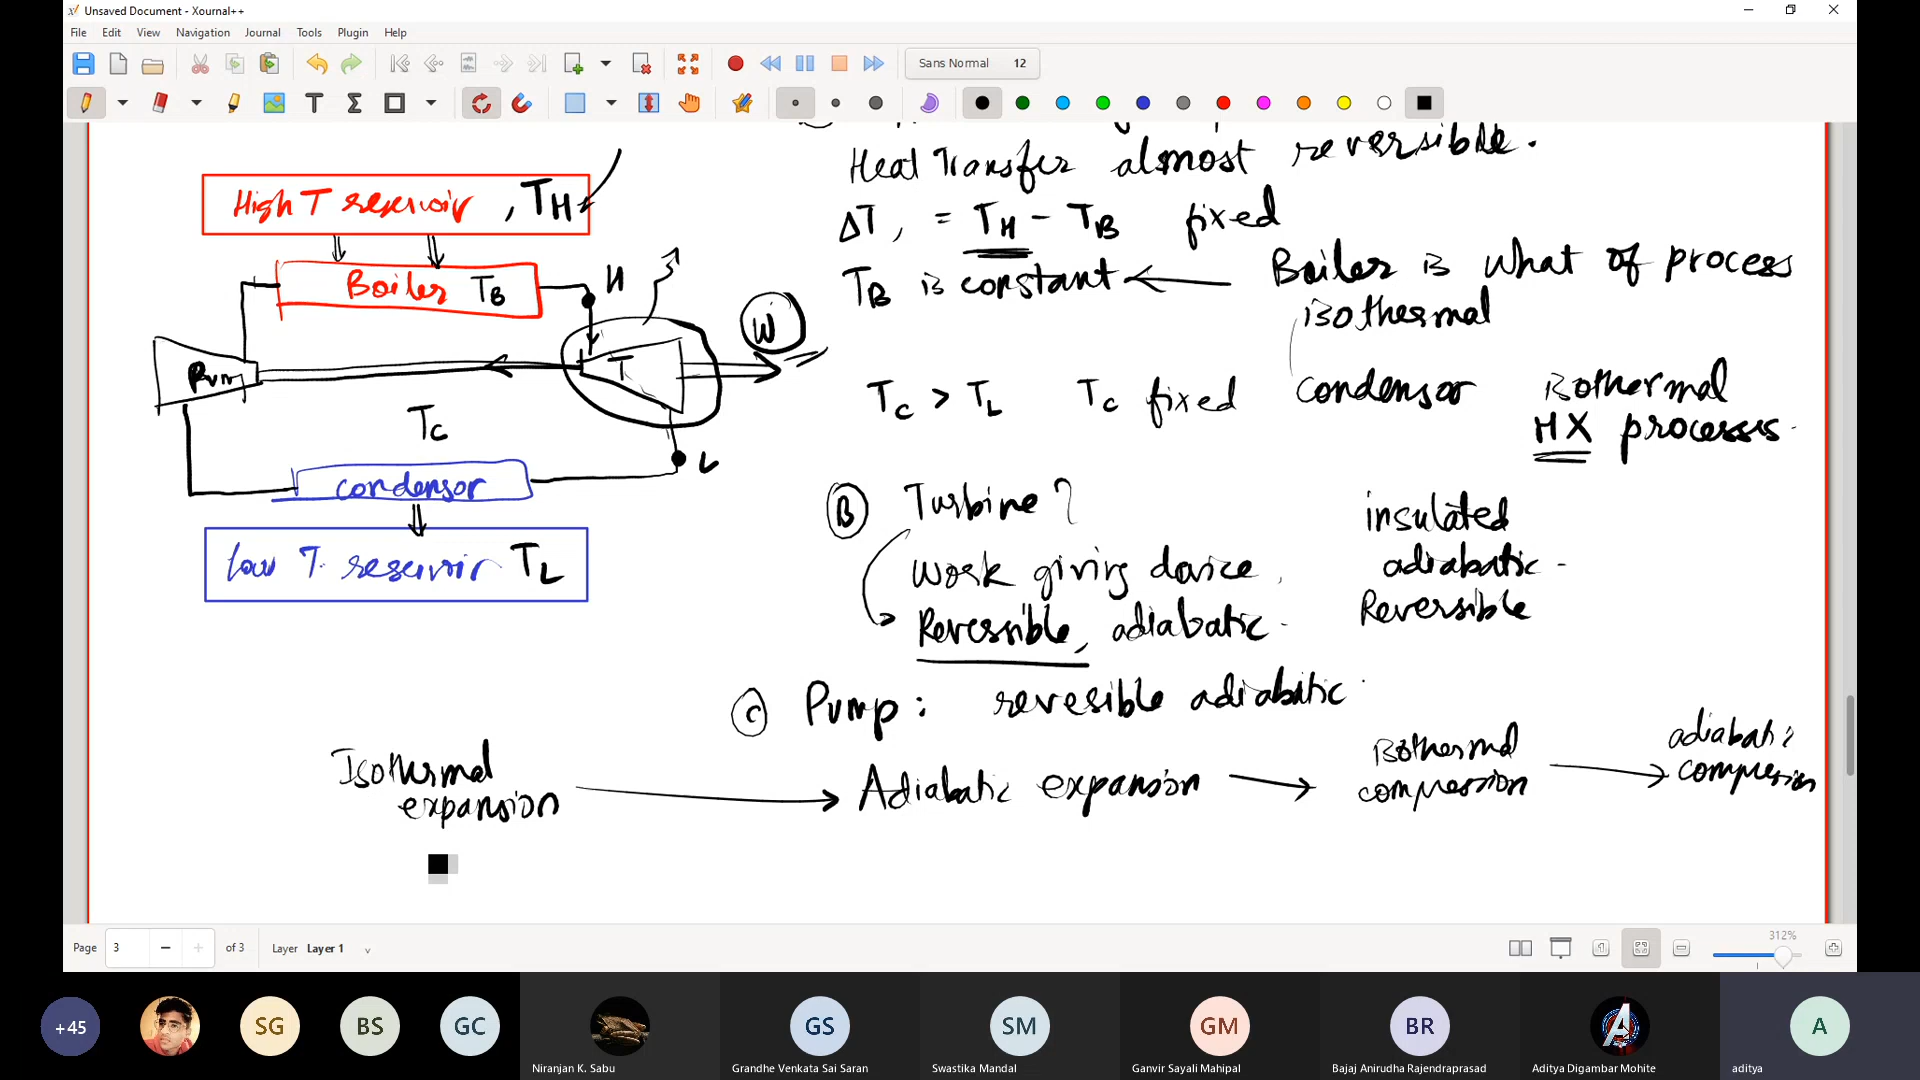 Unsaved Document - Xournal++
File Edit View Navigation Journal Tools Plugin Help
Sans Normal 12
High T reservoir, TH
Boiler TB
H
Pum
T
W
TC
L
condensor
Low T. reservoir TL
Heat Transfer almost reversible.
ΔT, = TH - TB fixed
TB is constant ← Boiler is what of process
isothermal
TC > TL TC fixed condensor isothermal
HX processes.
B Turbine? insulated
work giving device, adiabatic -
Reversible, adiabatic. Reversible
C Pump: revesible adiabatic.
Isothermal expansion → Adiabatic expansion → isothermal compression → adiabatic compression
Page 3 of 3 Layer Layer 1 312%
+45 SG BS GC GS SM GM BR A
Niranjan K. Sabu Grandhe Venkata Sai Saran Swastika Mandal Ganvir Sayali Mahipal Bajaj Anirudha Rajendraprasad Aditya Digambar Mohite aditya